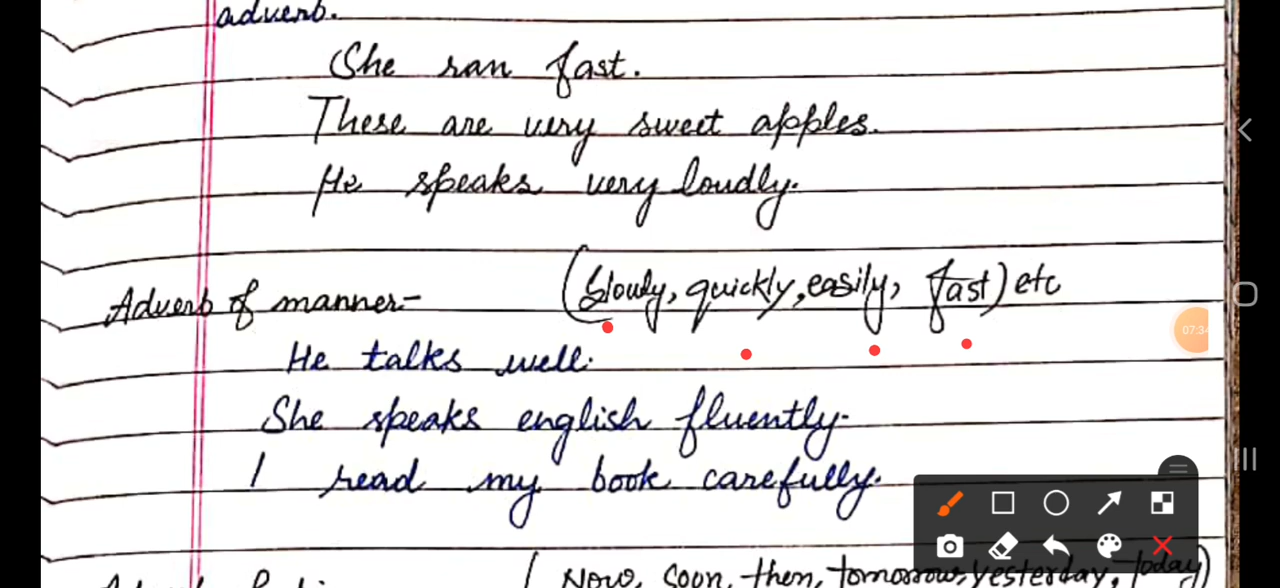 adverb.
She ran fast.
These are very sweet apples.
He speaks very loudly.
Adverb of manner- (slowly, quickly, easily, fast) etc
He talks well.
07:34
She speaks english fluently.
I read my book carefully.
(Now, soon, then, tomorrow, yesterday, today)